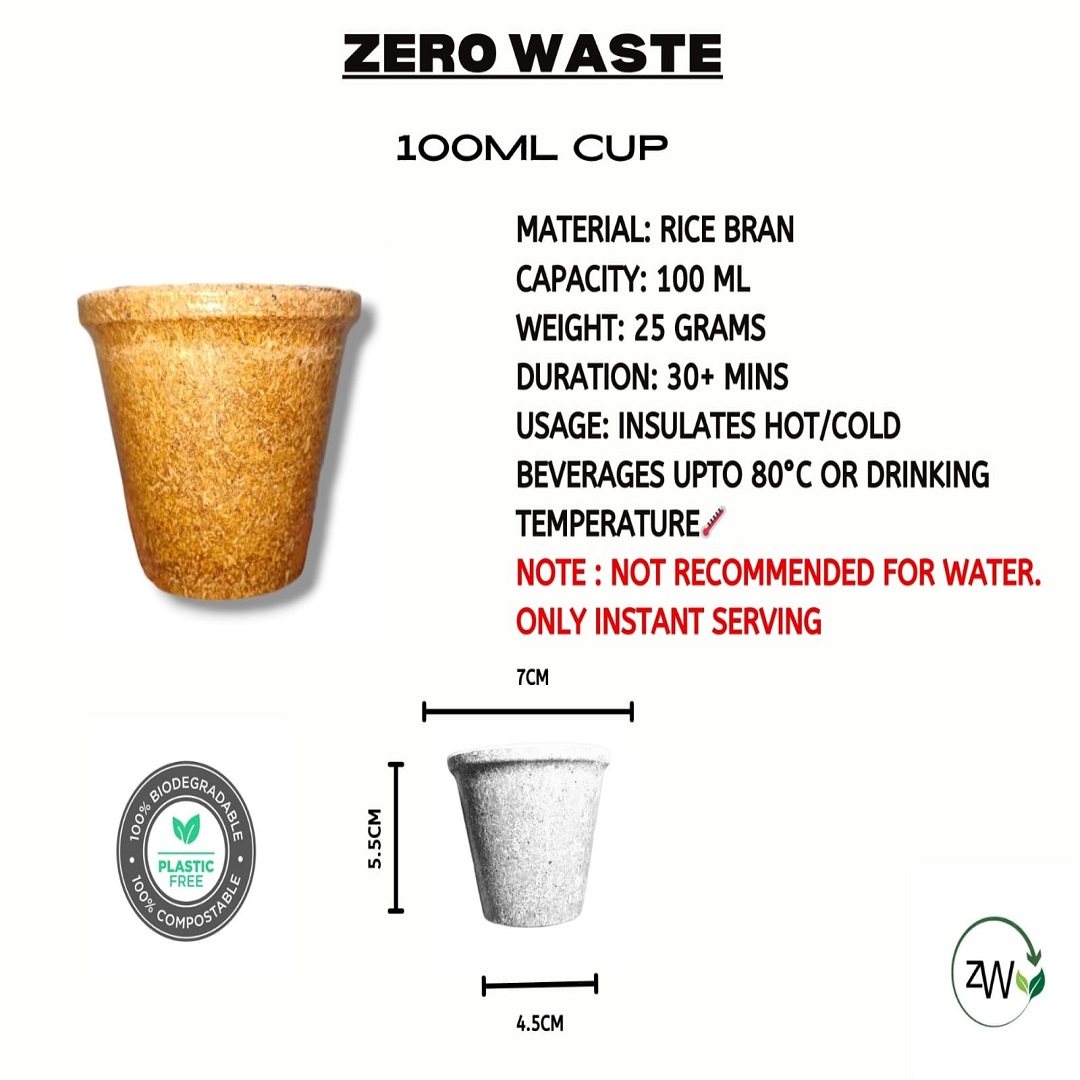 ZERO WASTE
100ML CUP
MATERIAL: RICE BRAN
CAPACITY: 100 ML
WEIGHT: 25 GRAMS
DURATION: 30+ MINS
USAGE: INSULATES HOT/COLD
BEVERAGES UPTO 80°C OR DRINKING
TEMPERATURE🌡️
NOTE : NOT RECOMMENDED FOR WATER.
ONLY INSTANT SERVING
7CM
5.5CM
4.5CM
100% BIODEGRADABLE
PLASTIC
FREE
100% COMPOSTABLE
ZW